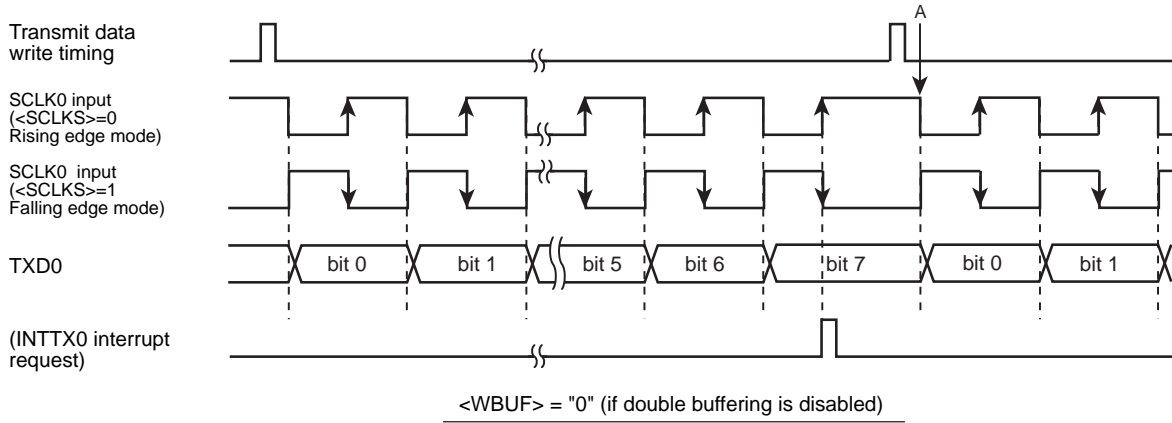 A
Transmit data
write timing
SCLK0 input
(<SCLKS>=0
Rising edge mode)
SCLK0 input
(<SCLKS>=1
Falling edge mode)
TXD0
bit 0
bit 1
bit 5
bit 6
bit 7
bit 0
bit 1
(INTTX0 interrupt
request)
<WBUF> = "0" (if double buffering is disabled)